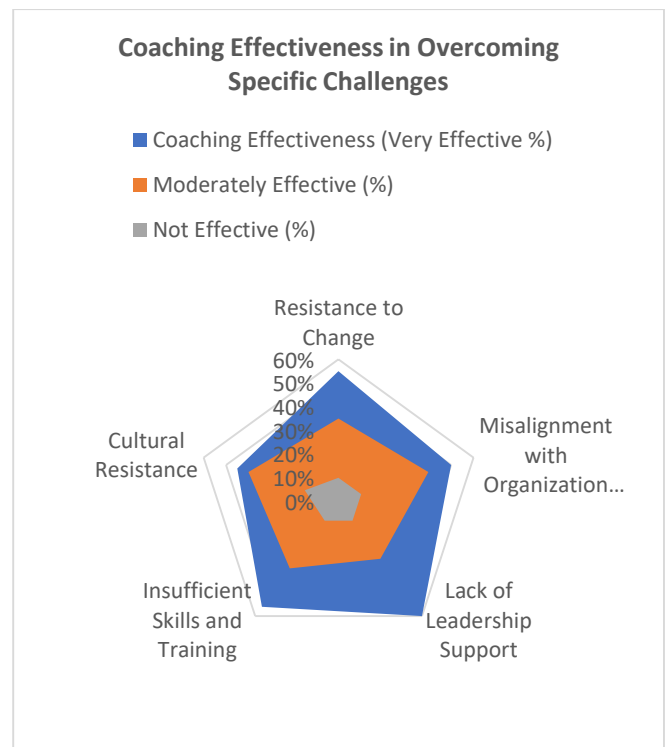 Coaching Effectiveness in Overcoming
Specific Challenges
Coaching Effectiveness (Very Effective %)
Moderately Effective (%)
Not Effective (%)
Resistance to
Change
60%
50%
40%
30%
20%
10%
0%
Misalignment
with
Organization...
Lack of
Leadership
Support
Insufficient
Skills and
Training
Cultural
Resistance